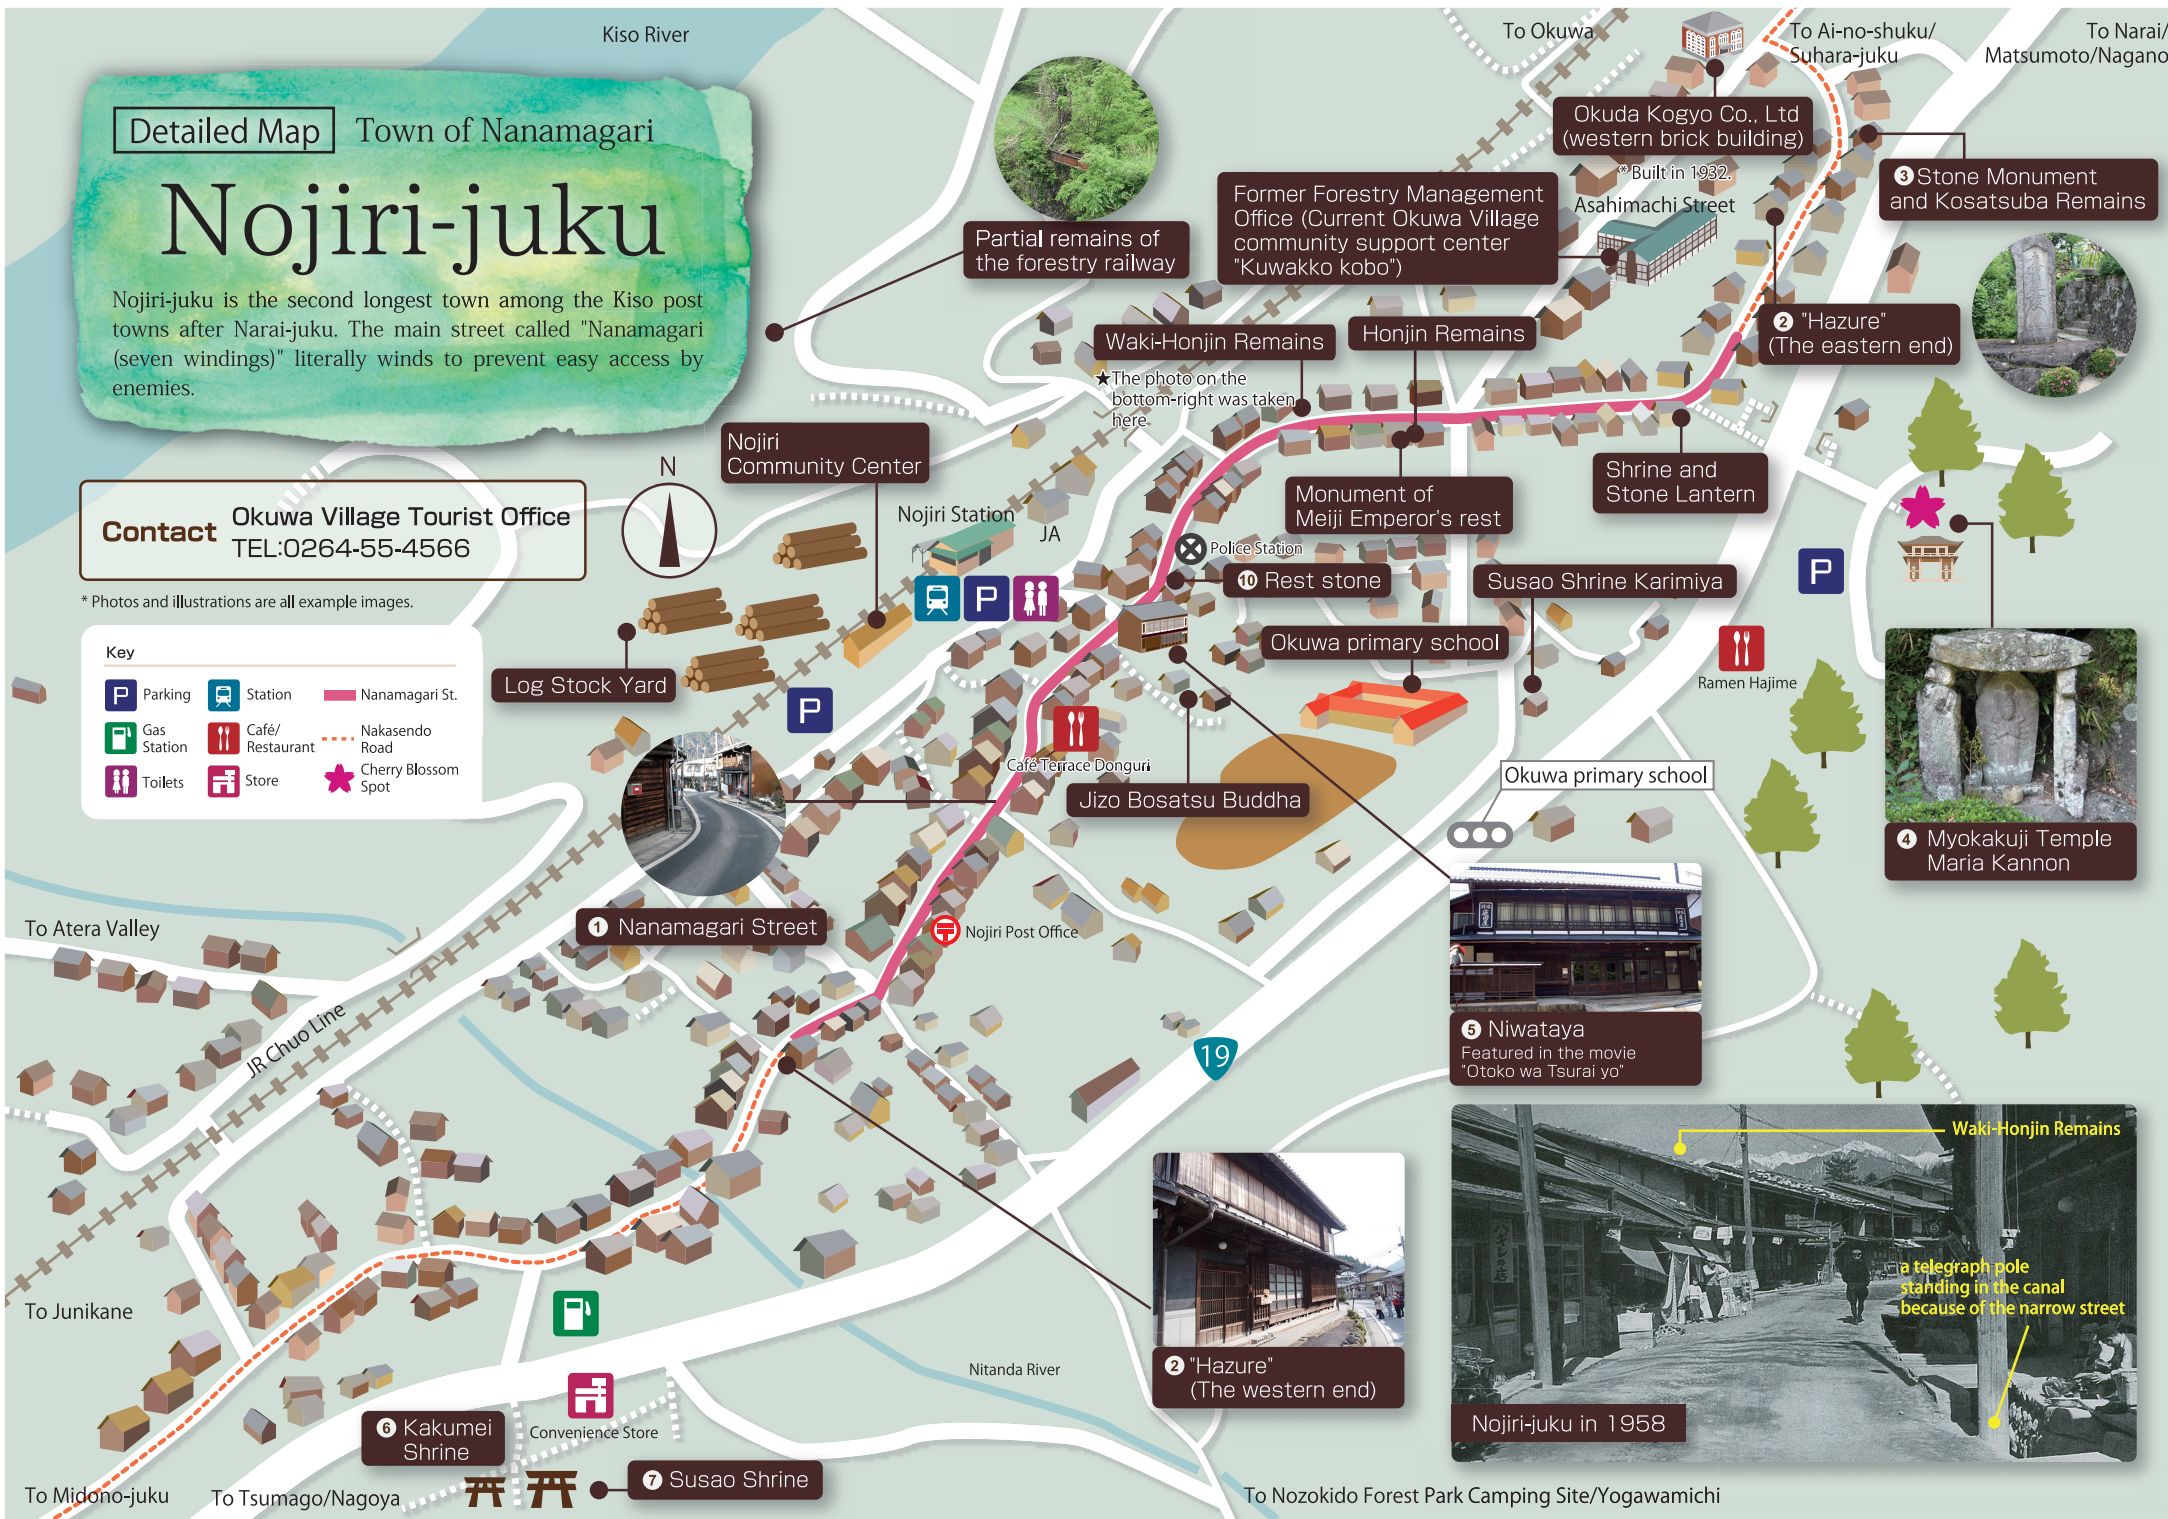 Kiso River
Detailed Map
Town of Nanamagari
Nojiri-juku
Nojiri-juku is the second longest town among the Kiso post
towns after Narai-juku. The main street called "Nanamagari
(seven windings)" literally winds to prevent easy access by
enemies.
Contact
Okuwa Village Tourist Office
TEL:0264-55-4566
* Photos and illustrations are all example images.
Key
P Parking
Station
Nanamagari St.
Gas
Station
Café/
Restaurant
Nakasendo
Road
Toilets
Store
Cherry Blossom
Spot
N
To Okuwa
To Ai-no-shuku/
Suhara-juku
To Narai/
Matsumoto/Nagano
Okuda Kogyo Co., Ltd
(western brick building)
* Built in 1932.
Asahimachi Street
3 Stone Monument
and Kosatsuba Remains
Former Forestry Management
Office (Current Okuwa Village
community support center
"Kuwakko kobo")
Partial remains of
the forestry railway
2 "Hazure"
(The eastern end)
Waki-Honjin Remains
Honjin Remains
★The photo on the
bottom-right was taken
here
Nojiri
Community Center
Shrine and
Stone Lantern
Monument of
Meiji Emperor's rest
Nojiri Station
JA
Police Station
10 Rest stone
Susao Shrine Karimiya
P
P
Okuwa primary school
Log Stock Yard
P
Ramen Hajime
Café Terrace Donguri
Jizo Bosatsu Buddha
Okuwa primary school
4 Myokakuji Temple
Maria Kannon
1 Nanamagari Street
Nojiri Post Office
To Atera Valley
JR Chuo Line
19
5 Niwataya
Featured in the movie
"Otoko wa Tsurai yo"
Waki-Honjin Remains
a telegraph pole
standing in the canal
because of the narrow street
ハギレの店
Nojiri-juku in 1958
2 "Hazure"
(The western end)
To Junikane
Nitanda River
6 Kakumei
Shrine
Convenience Store
7 Susao Shrine
To Midono-juku
To Tsumago/Nagoya
To Nozokido Forest Park Camping Site/Yogawamichi